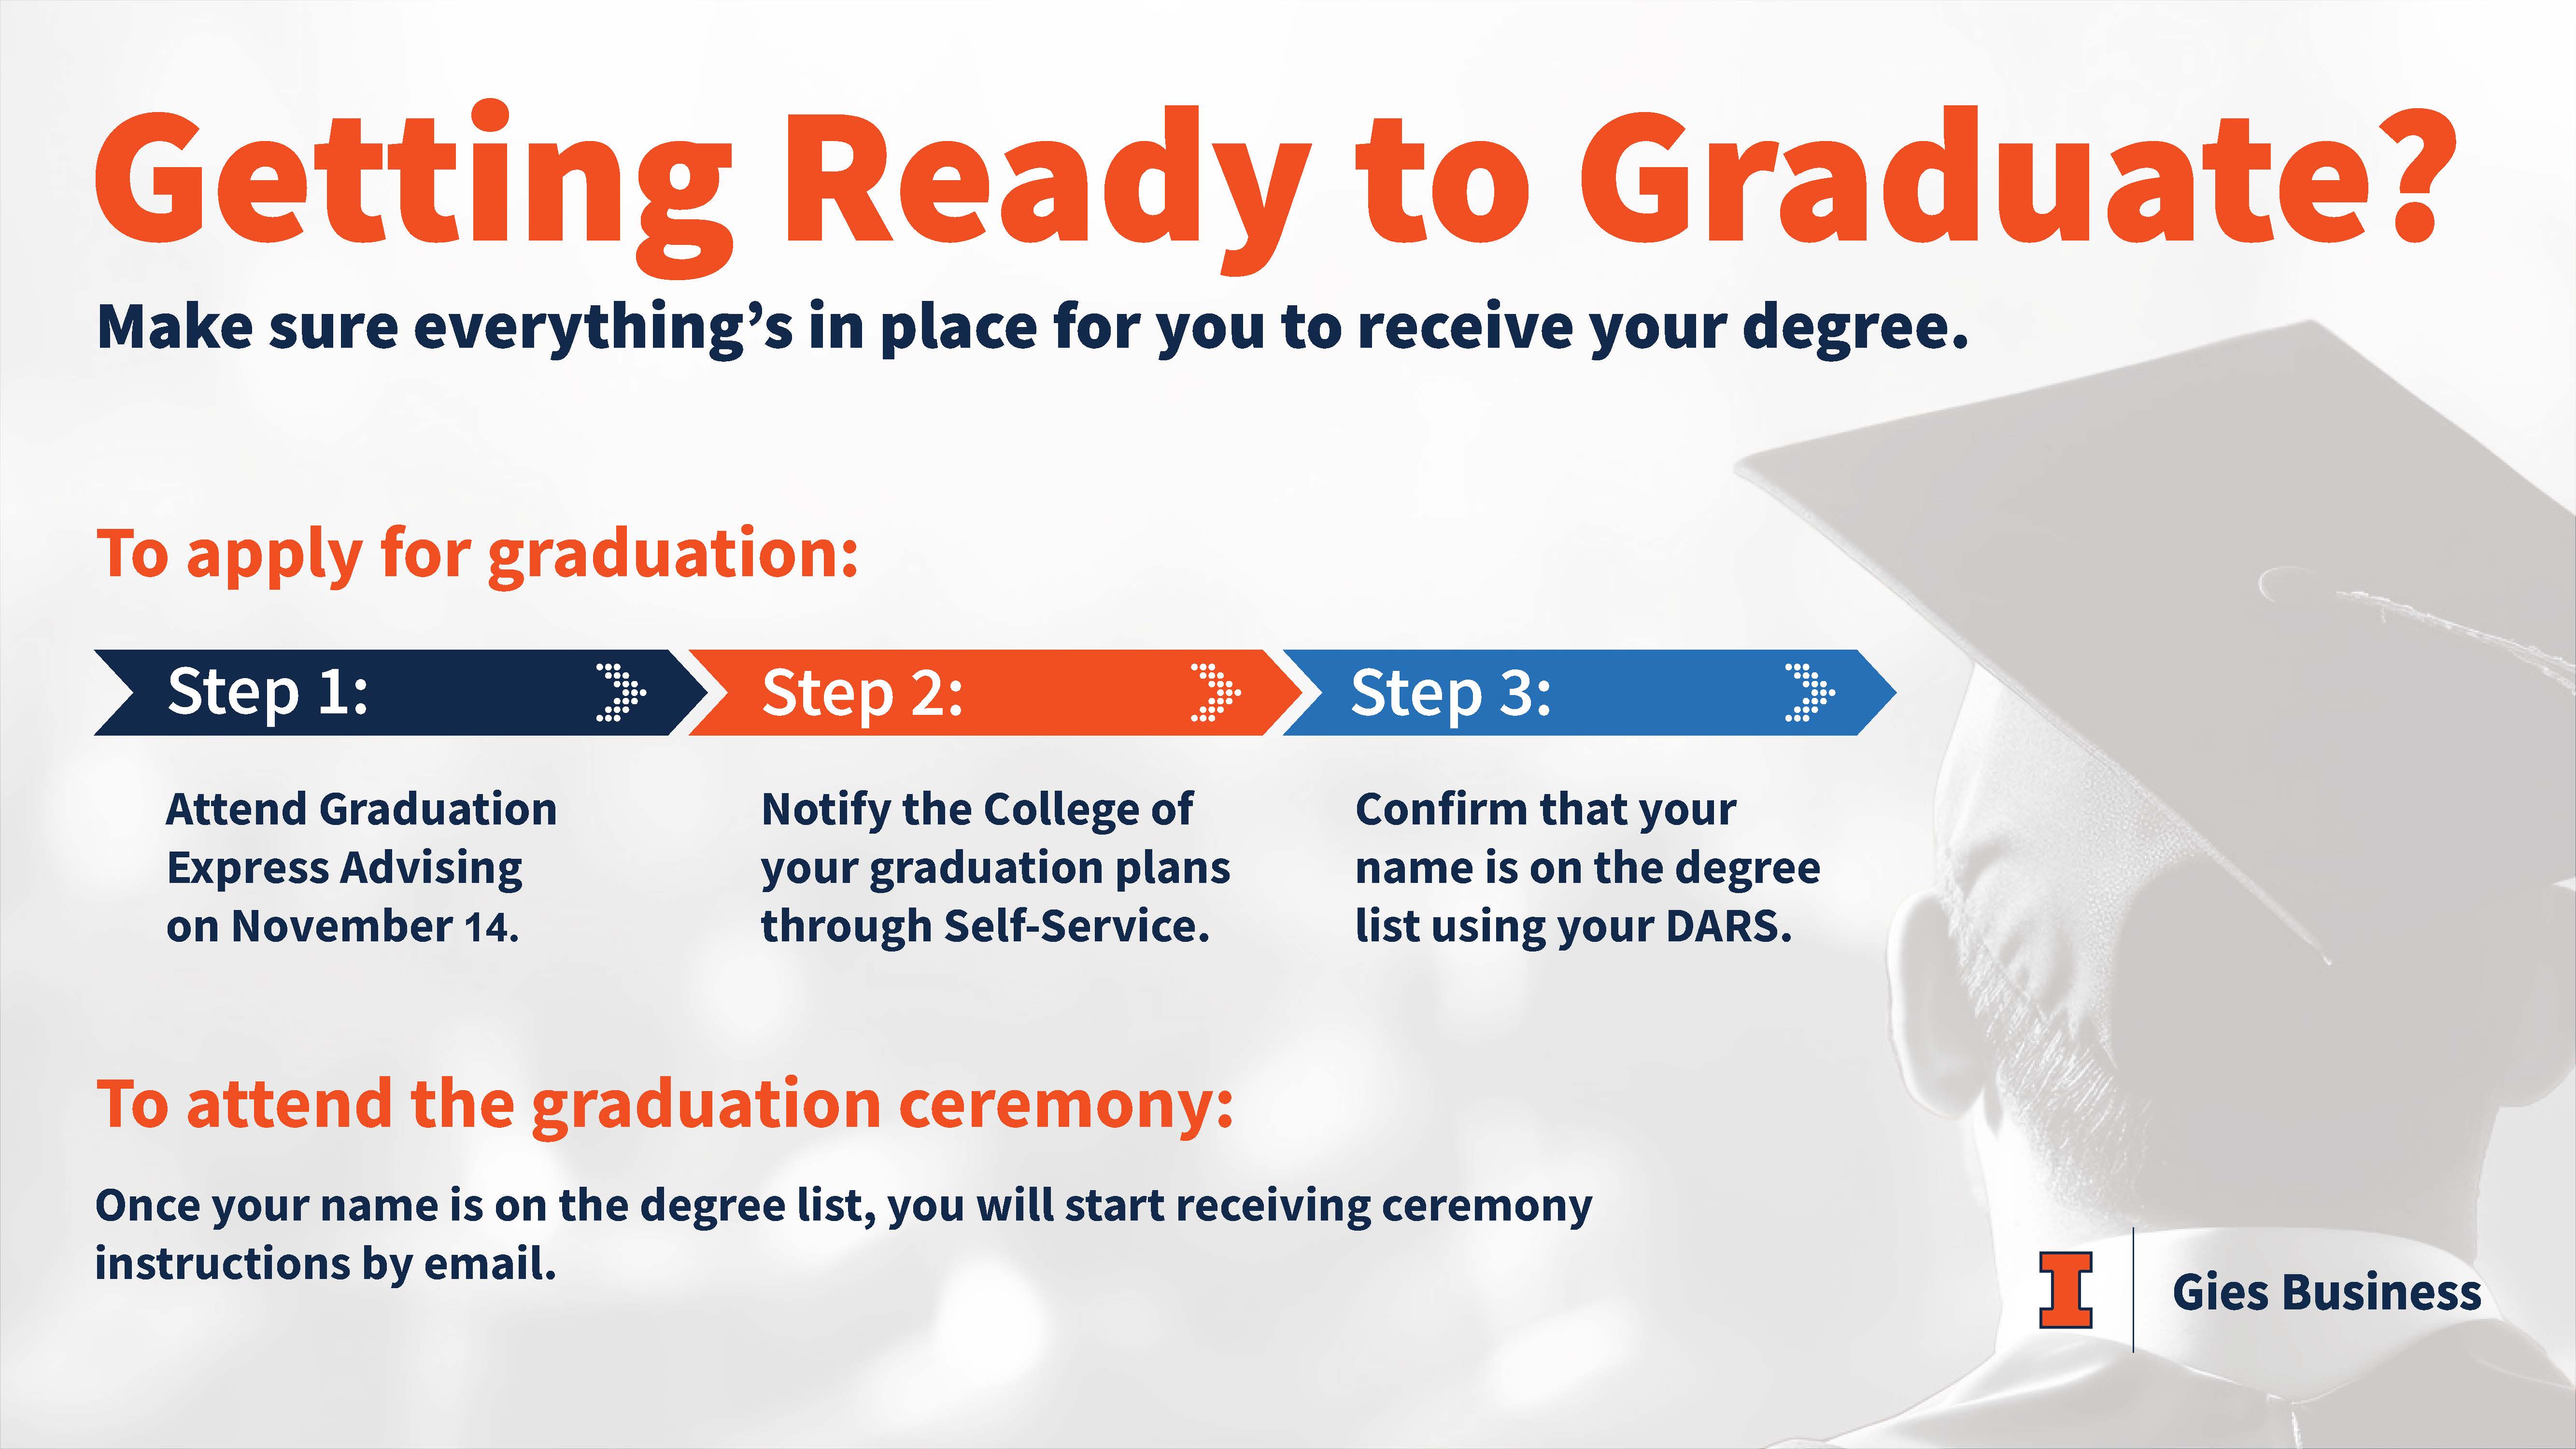 Getting Ready to Graduate?
Make sure everything’s in place for you to receive your degree.
To apply for graduation:
Step 1:
Attend Graduation
Express Advising
on November 14.
Step 2:
Notify the College of
your graduation plans
through Self-Service.
Step 3:
Confirm that your
name is on the degree
list using your DARS.
To attend the graduation ceremony:
Once your name is on the degree list, you will start receiving ceremony
instructions by email.
I Gies Business